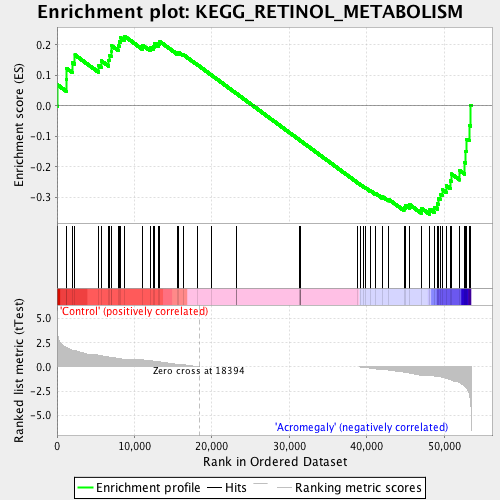 Enrichment plot: KEGG_RETINOL_METABOLISM
Enrichment score (ES)
0.2
0.1
0.0
-0.1
-0.2
-0.3
'Control' (positively correlated)
Ranked list metric (tTest)
5.0
2.5
0.0
-2.5
-5.0
Zero cross at 18394
'Acromegaly' (negatively correlated)
0 10,000 20,000 30,000 40,000 50,000
Rank in Ordered Dataset
Enrichment profile Hits Ranking metric scores